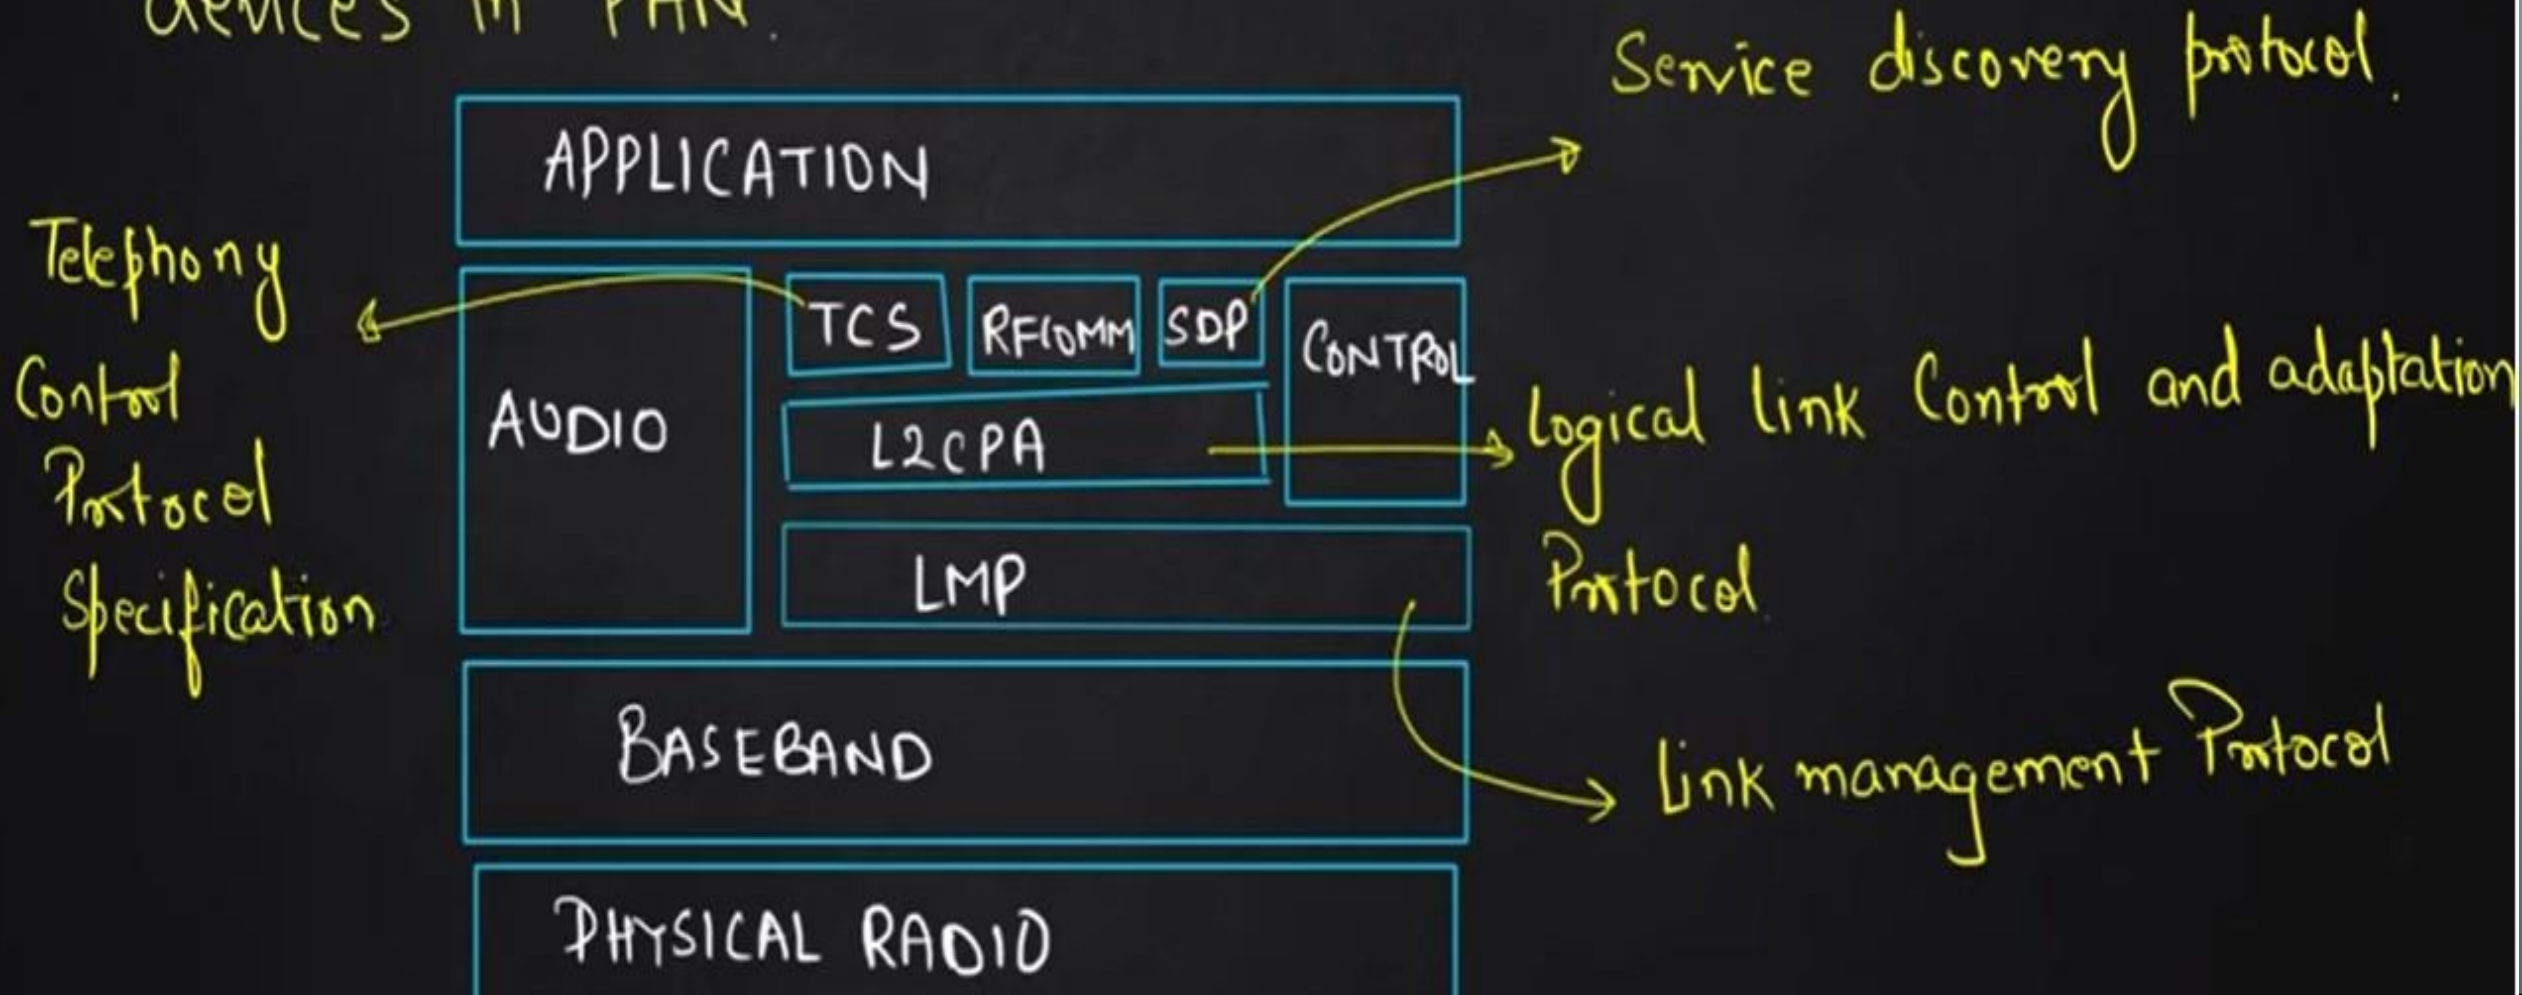 devices in PAN.
Service discovery protocol.
APPLICATION
Telephony
Control
Protocol
Specification
AUDIO
TCS
RFCOMM
SDP
CONTROL
L2CPA
Logical link Control and adaptation
Protocol
LMP
Link management Protocol
BASEBAND
PHYSICAL RADIO